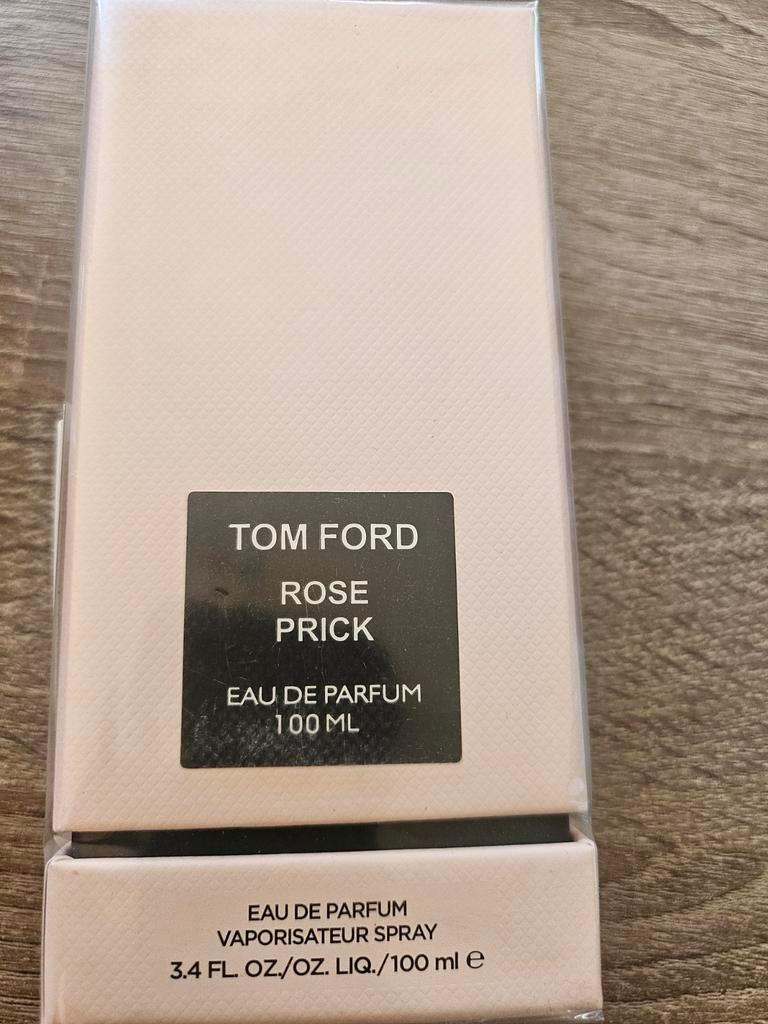 TOM FORD
ROSE
PRICK
EAU DE PARFUM
100 ML
EAU DE PARFUM
VAPORISATEUR SPRAY
3.4 FL. OZ./OZ. LIQ./100 ml ℮